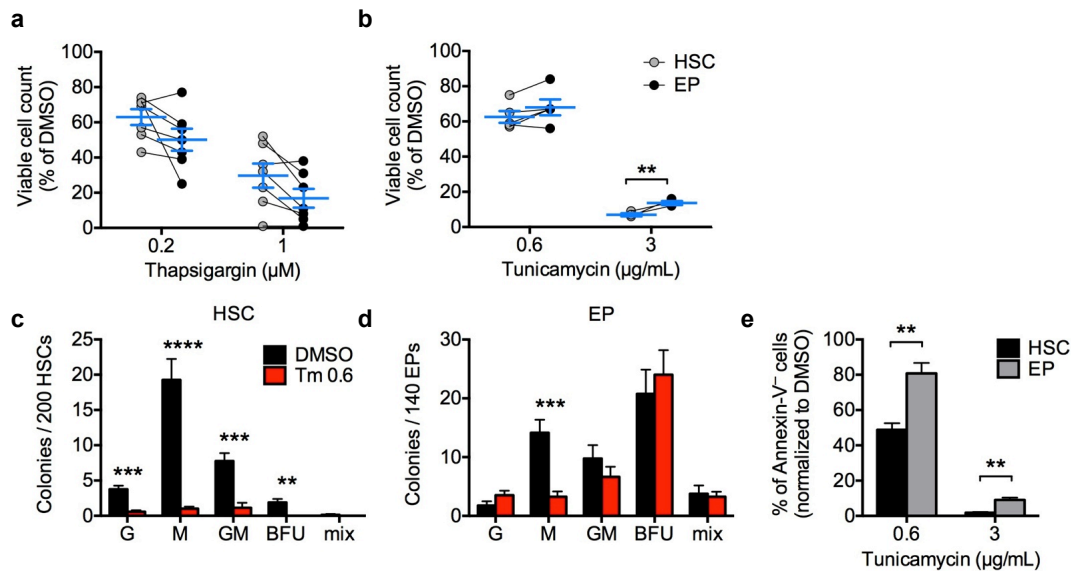 a
Viable cell count
(% of DMSO)
100
80
60
40
20
0
0.2
1
Thapsigargin (µM)
b
Viable cell count
(% of DMSO)
100
80
60
40
20
0
HSC
EP
**
0.6
3
Tunicamycin (µg/mL)
c
HSC
Colonies / 200 HSCs
25
20
15
10
5
0
DMSO
Tm 0.6
***
****
***
**
G
M
GM
BFU
mix
d
EP
Colonies / 140 EPs
30
20
10
0
***
G
M
GM
BFU
mix
e
% of Annexin-V⁻ cells
(normalized to DMSO)
100
80
60
40
20
0
HSC
EP
**
**
0.6
3
Tunicamycin (µg/mL)